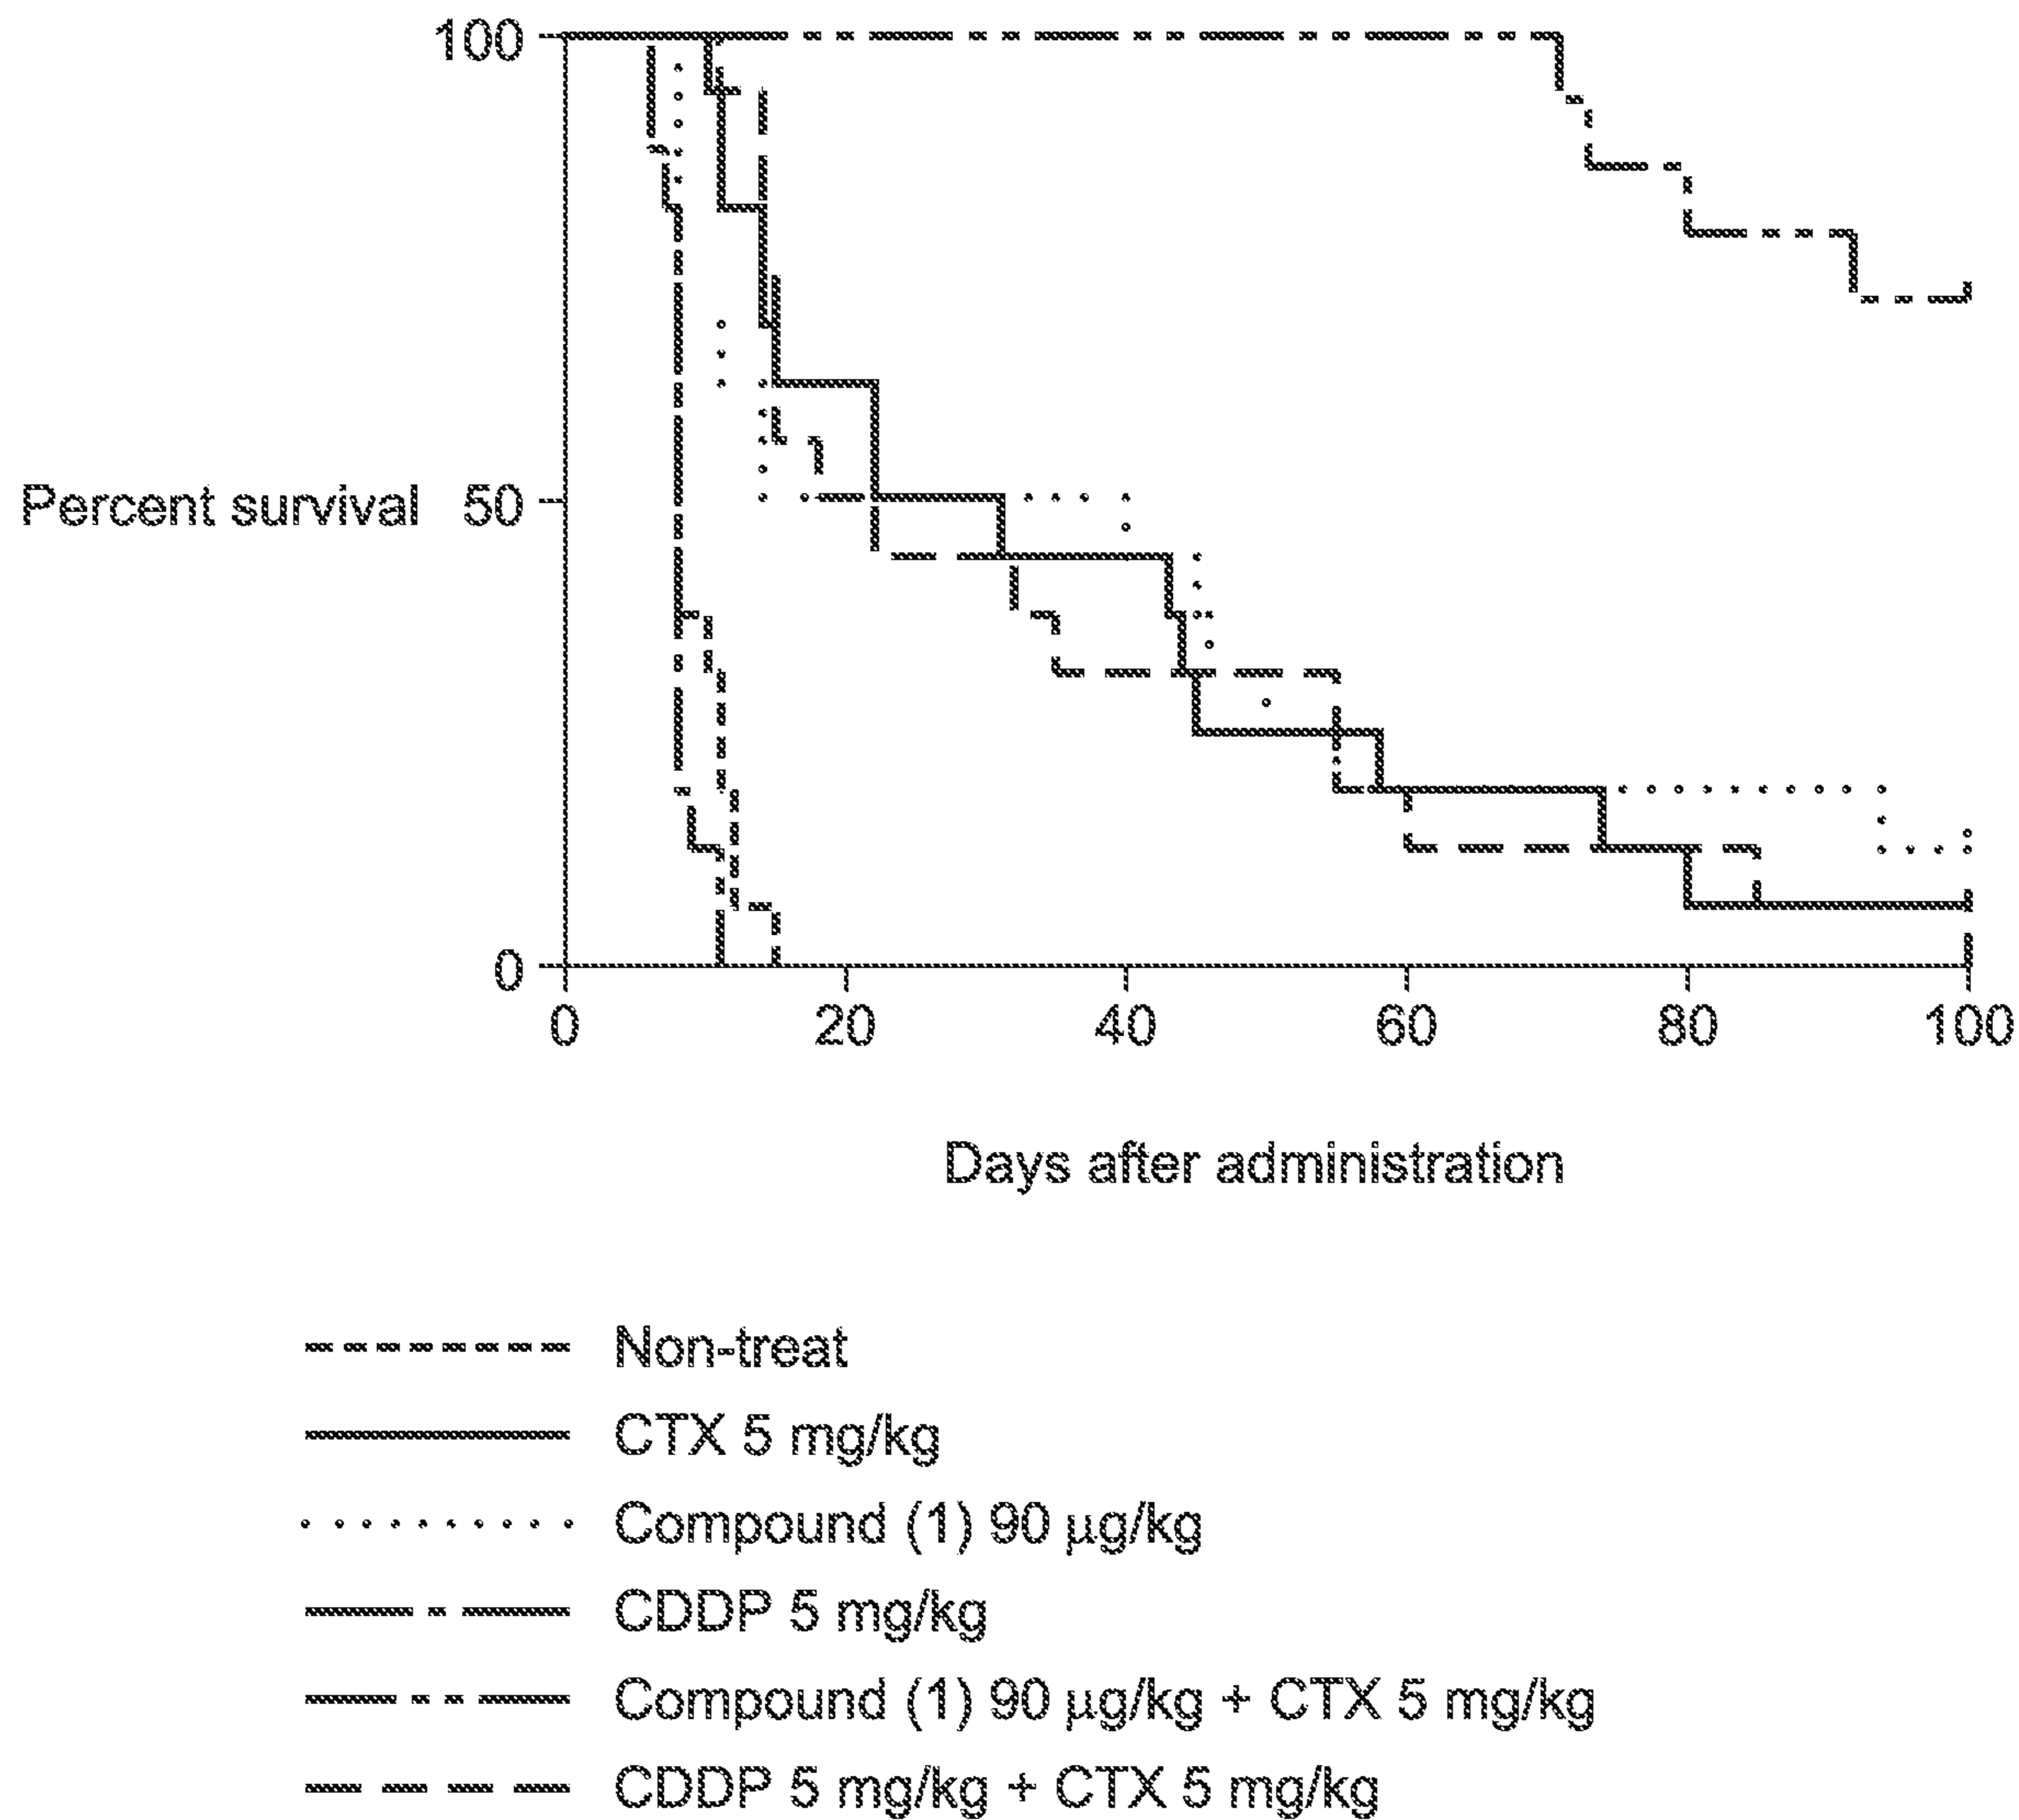 100
Percent survival 50
0
0 20 40 60 80 100
Days after administration
Non-treat
CTX 5 mg/kg
Compound (1) 90 μg/kg
CDDP 5 mg/kg
Compound (1) 90 μg/kg + CTX 5 mg/kg
CDDP 5 mg/kg + CTX 5 mg/kg